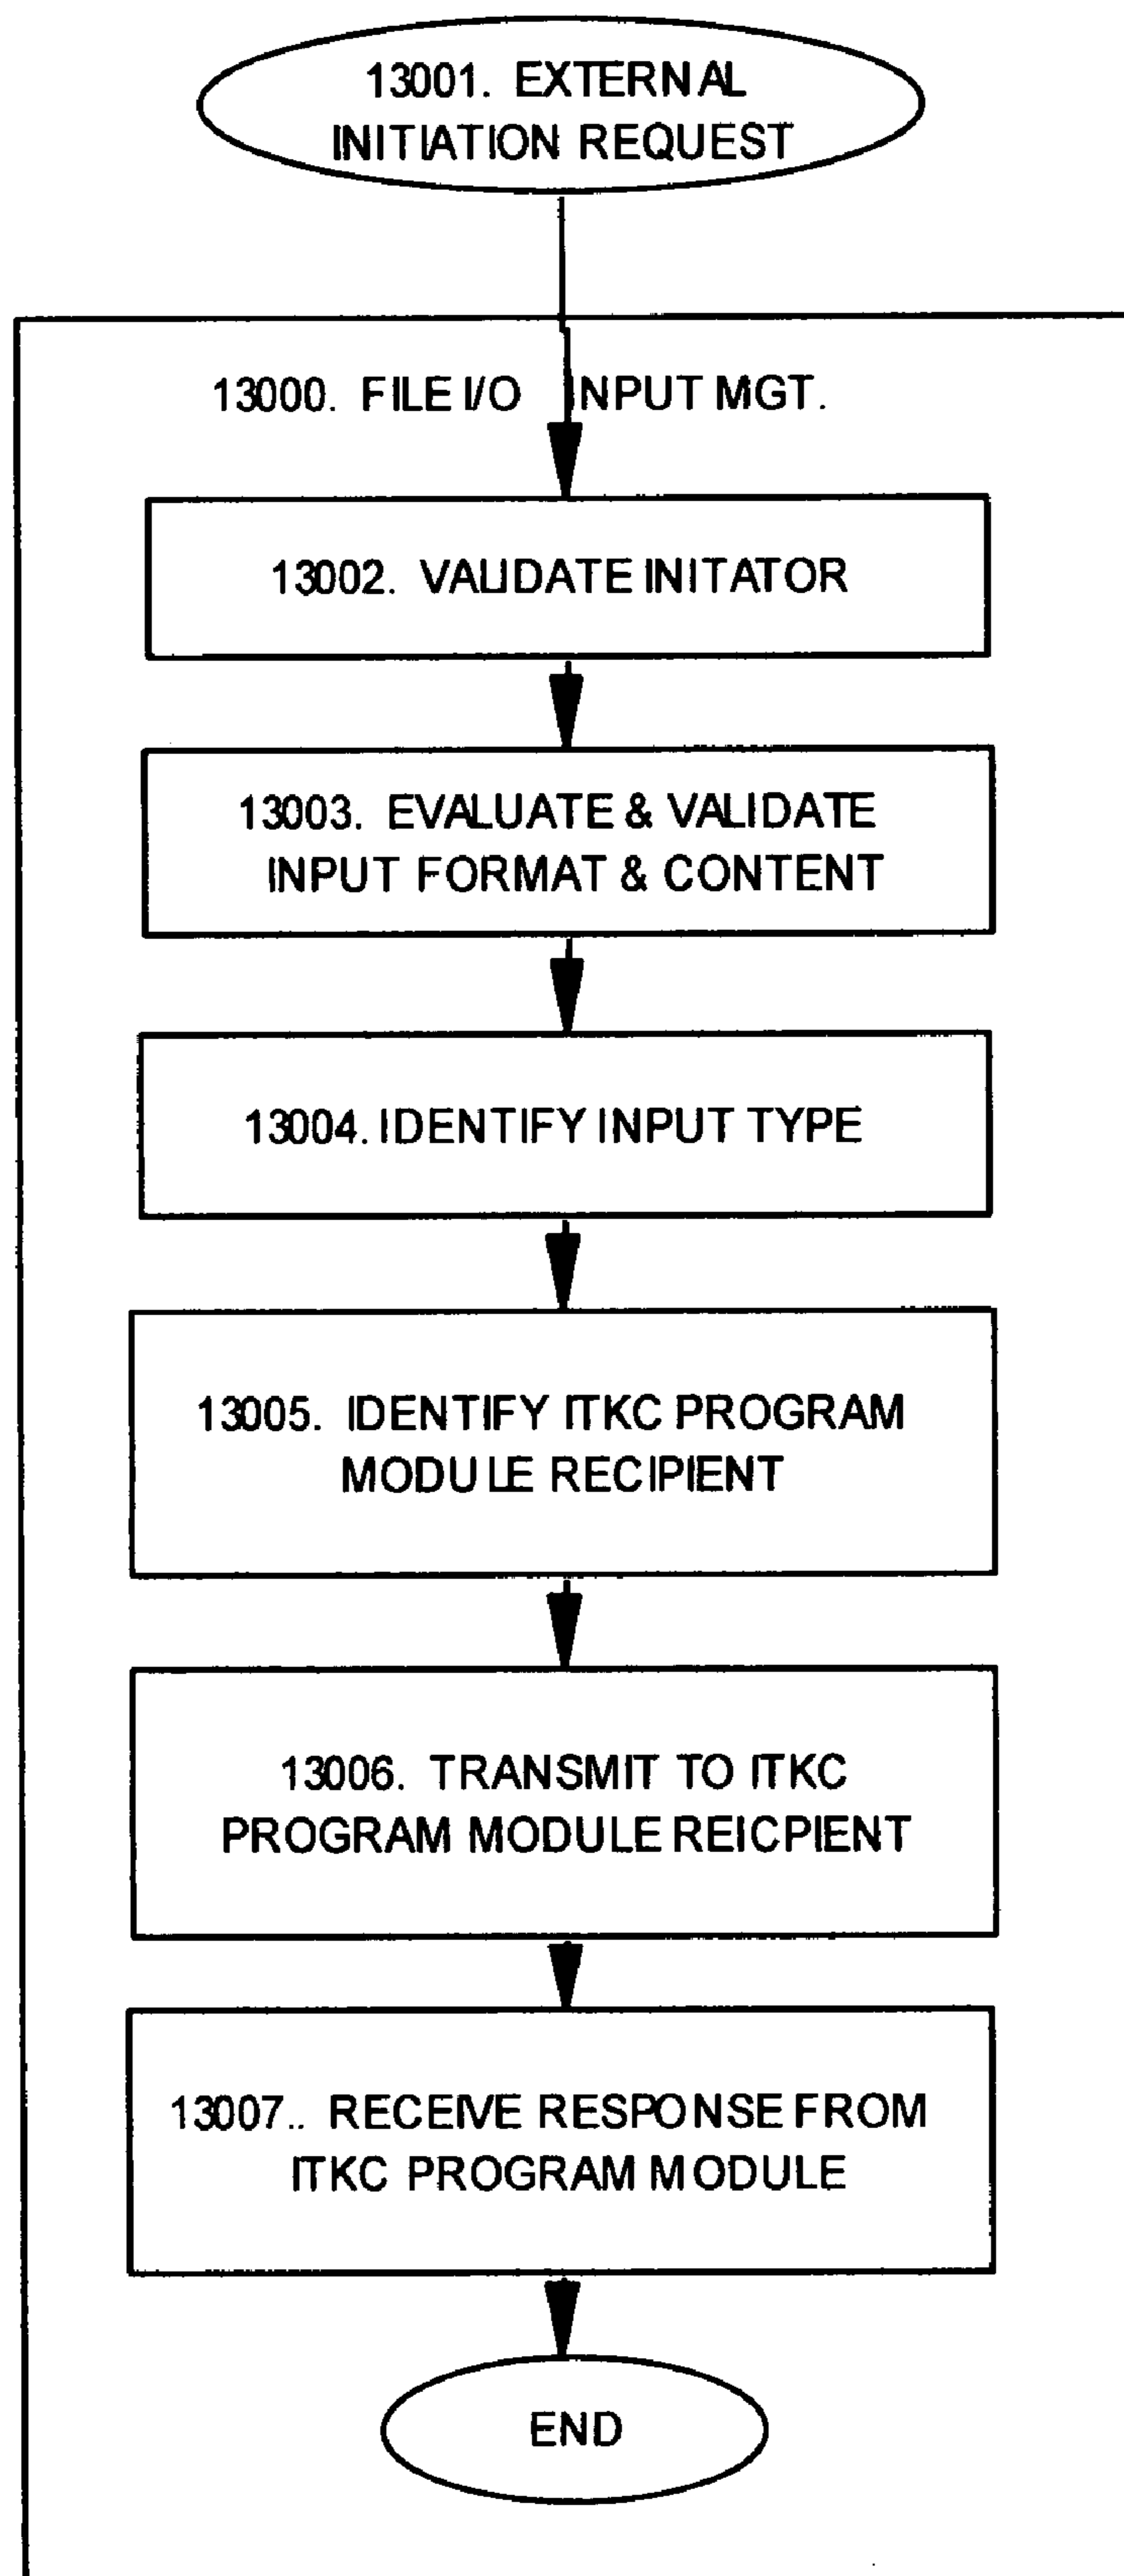 13001. EXTERNAL
INITIATION REQUEST
13000. FILE I/O INPUT MGT.
13002. VALIDATE INITATOR
13003. EVALUATE & VALIDATE
INPUT FORMAT & CONTENT
13004. IDENTIFY INPUT TYPE
13005. IDENTIFY ITKC PROGRAM
MODULE RECIPIENT
13006. TRANSMIT TO ITKC
PROGRAM MODULE REICPIENT
13007.. RECEIVE RESPONSE FROM
ITKC PROGRAM MODULE
END